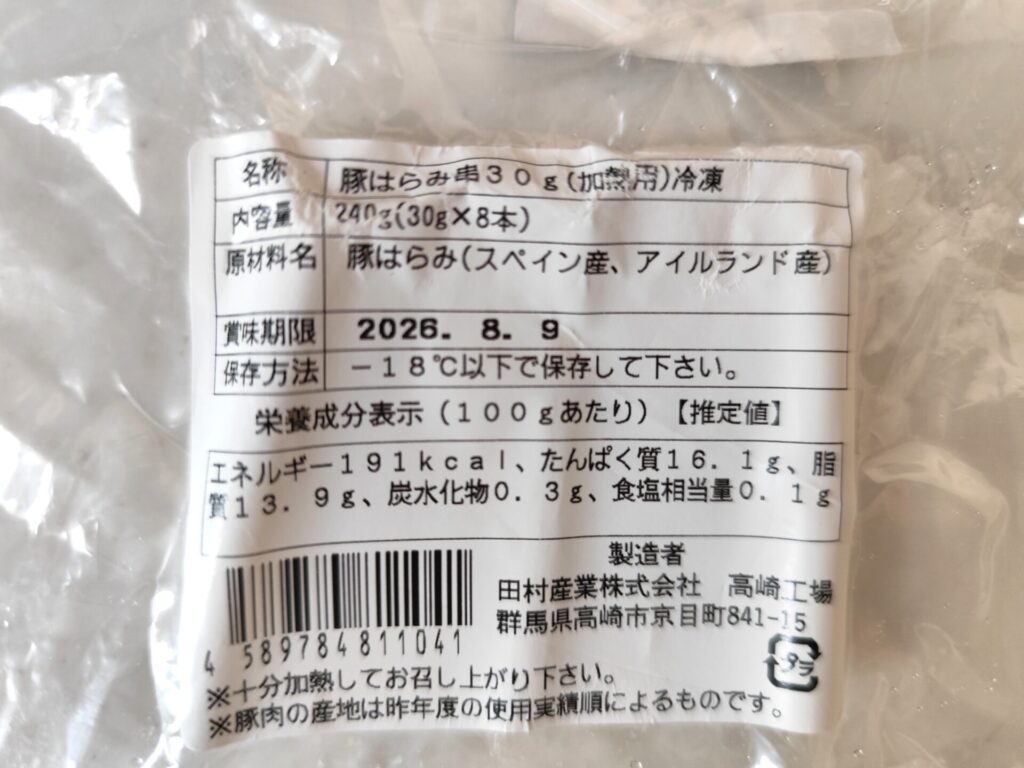 名称 豚はらみ串30g(加熱用)冷凍
内容量 240g(30g×8本)
原材料名 豚はらみ(スペイン産、アイルランド産)
賞味期限 2026. 8. 9
保存方法 -18℃以下で保存して下さい。
栄養成分表示(100gあたり)【推定値】
エネルギー191kcal、たんぱく質16.1g、脂
質13.9g、炭水化物0.3g、食塩相当量0.1g
製造者
田村産業株式会社 高崎工場
群馬県高崎市京目町841-15
4 589784 811041
プラ
※十分加熱してお召し上がり下さい。
※豚肉の産地は昨年度の使用実績順によるものです。